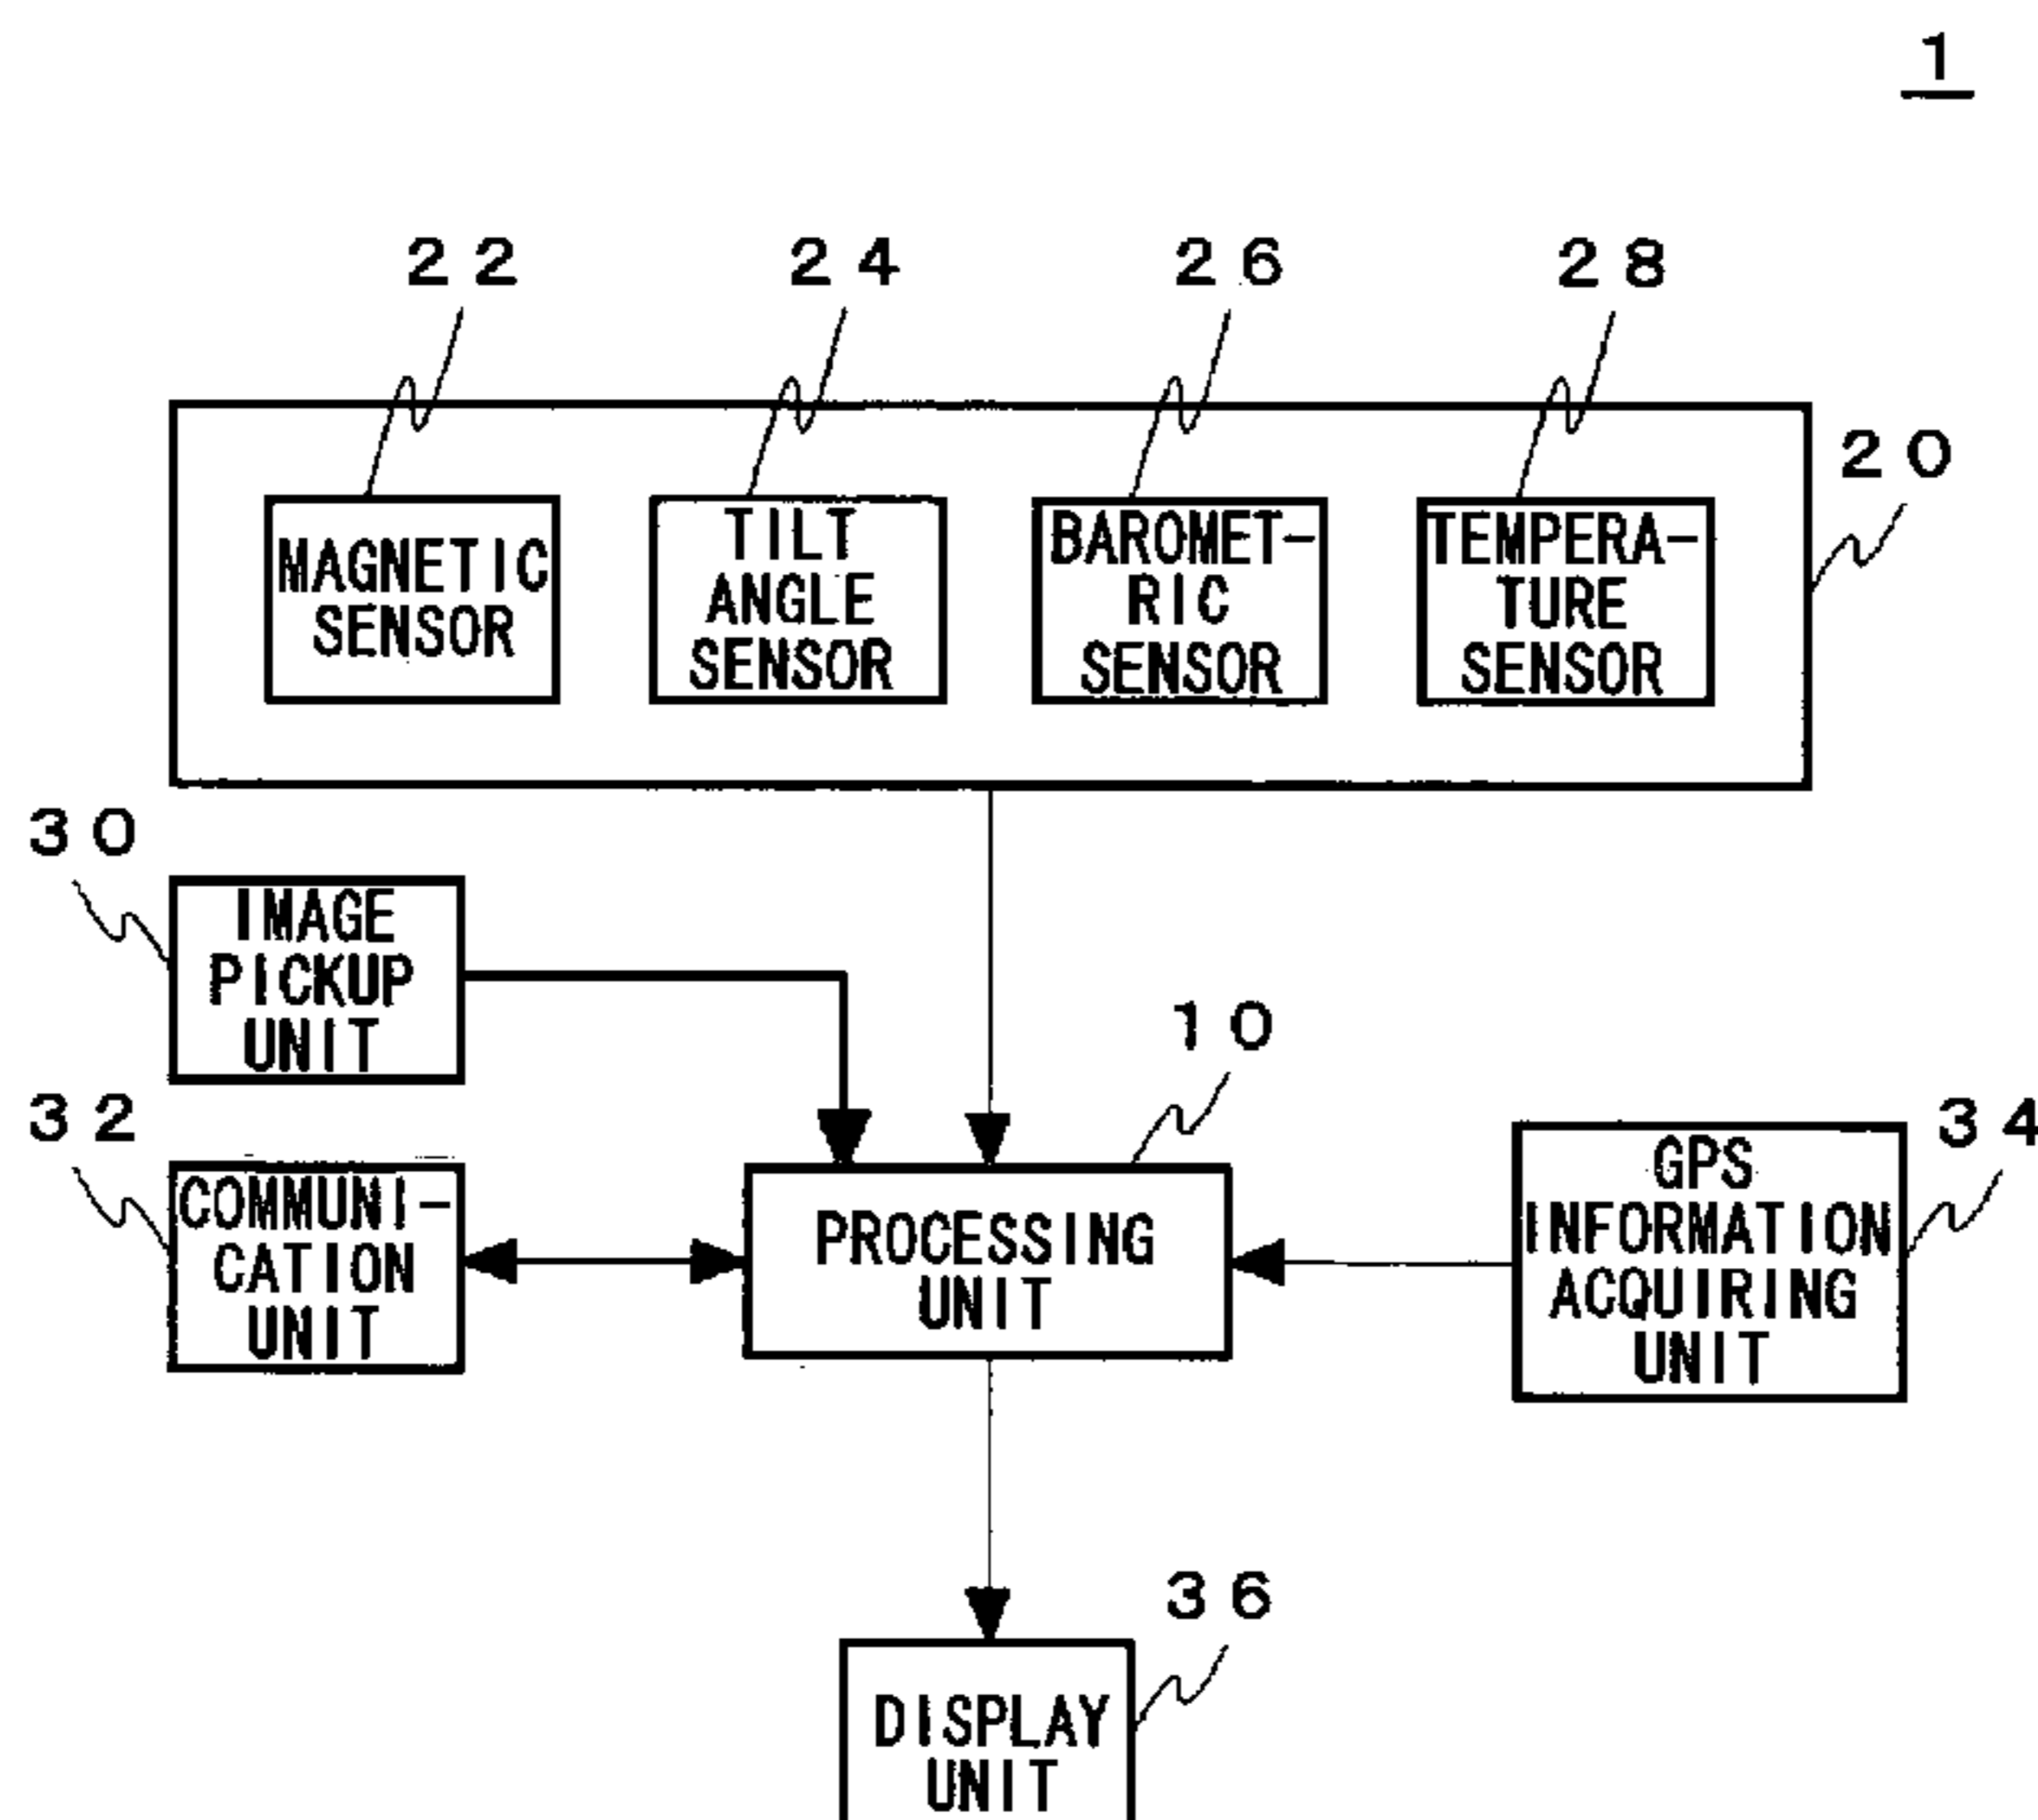 1
22
24
26
28
20
MAGNETIC
SENSOR
TILT
ANGLE
SENSOR
BAROMET-
RIC
SENSOR
TEMPERA-
TURE
SENSOR
30
IMAGE
PICKUP
UNIT
10
32
COMMUNI-
CATION
UNIT
PROCESSING
UNIT
34
GPS
INFORMATION
ACQUIRING
UNIT
36
DISPLAY
UNIT